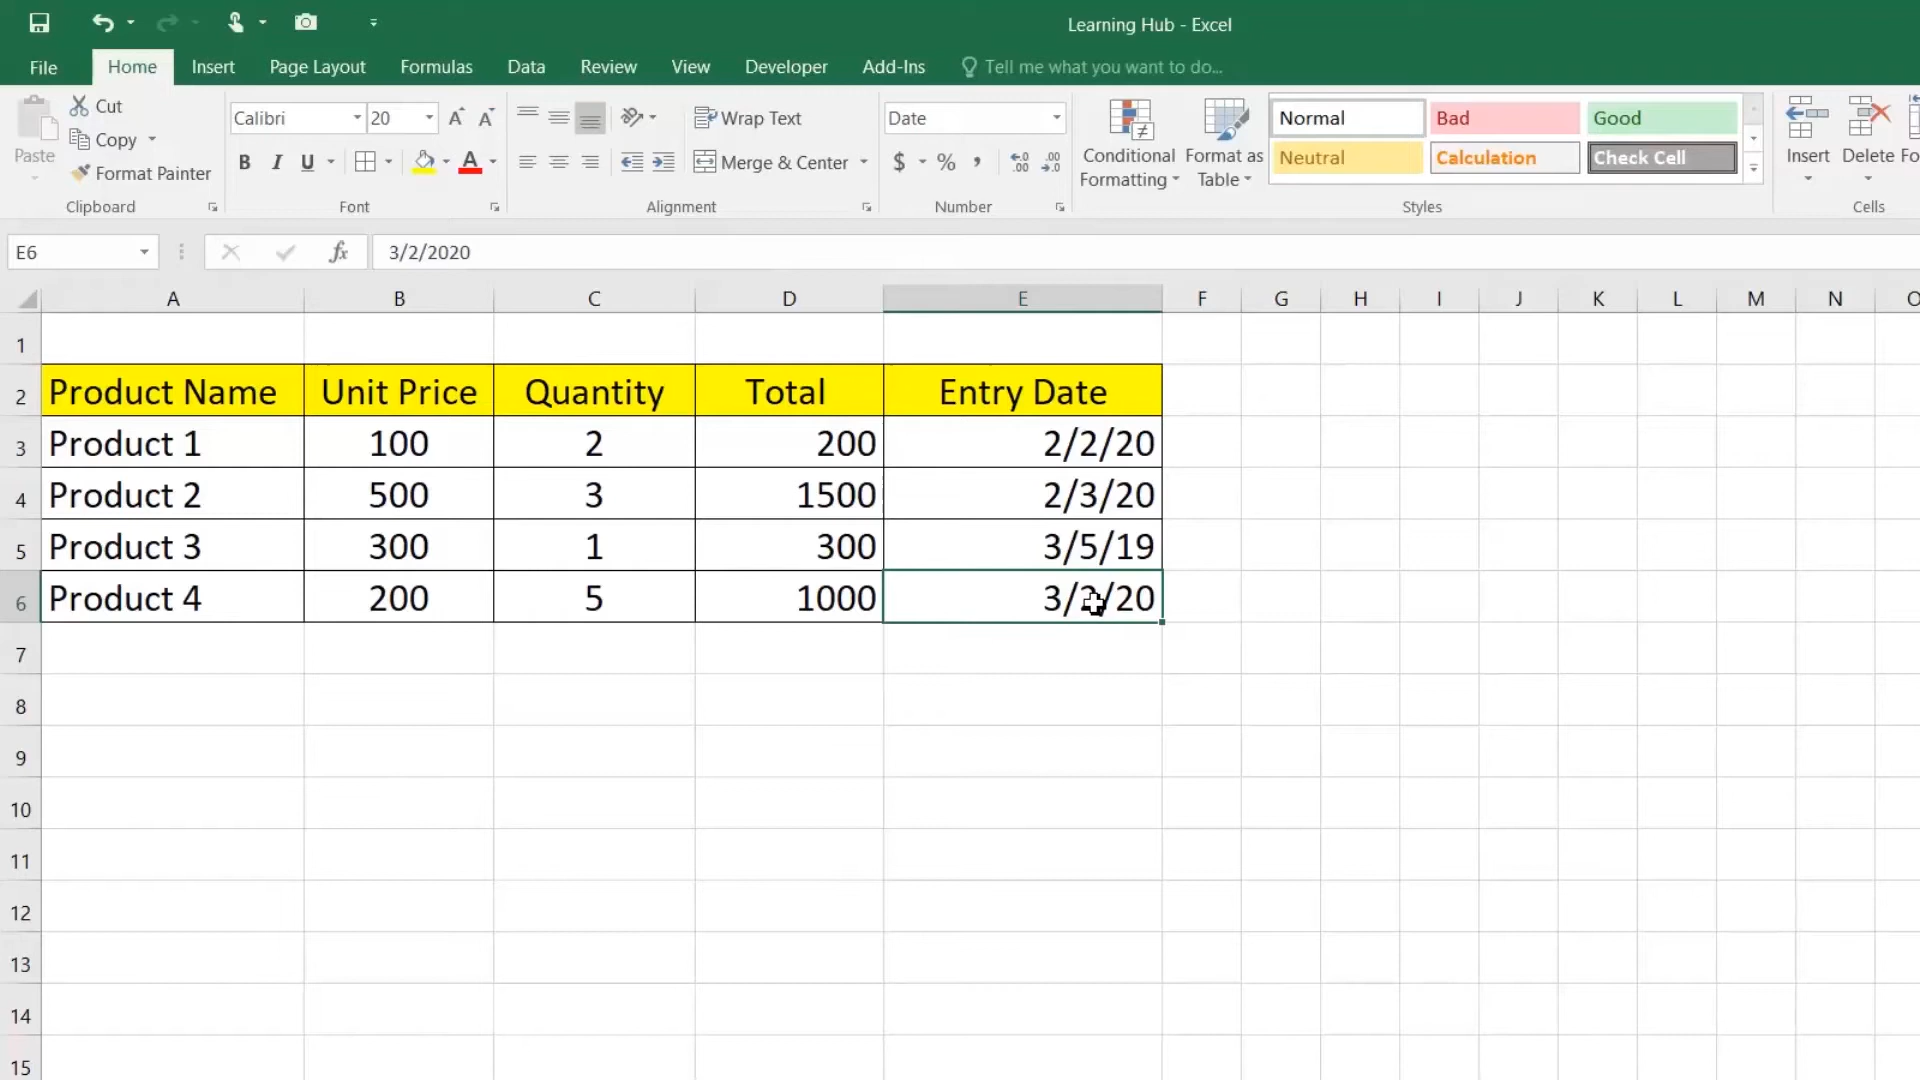 Learning Hub - Excel
File Home Insert Page Layout Formulas Data Review View Developer Add-Ins Tell me what you want to do...
Paste
Cut
Copy
Format Painter
Clipboard
Calibri 20
B I U A
Font
Wrap Text
Merge & Center
Alignment
Date
$ % ,
Number
Conditional Formatting
Format as Table
Normal Bad Good
Neutral Calculation Check Cell
Styles
Insert Delete Fo
Cells
E6 fx 3/2/2020
A B C D E F G H I J K L M N O
1
2 Product Name Unit Price Quantity Total Entry Date
3 Product 1 100 2 200 2/2/20
4 Product 2 500 3 1500 2/3/20
5 Product 3 300 1 300 3/5/19
6 Product 4 200 5 1000 3/2/20
7
8
9
10
11
12
13
14
15